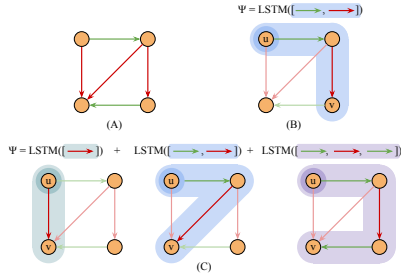 Ψ = LSTM([ , ])
u
v
(A)
(B)
Ψ = LSTM([ ]) + LSTM([ , ]) + LSTM([ , , ])
u u u
v v v
(C)